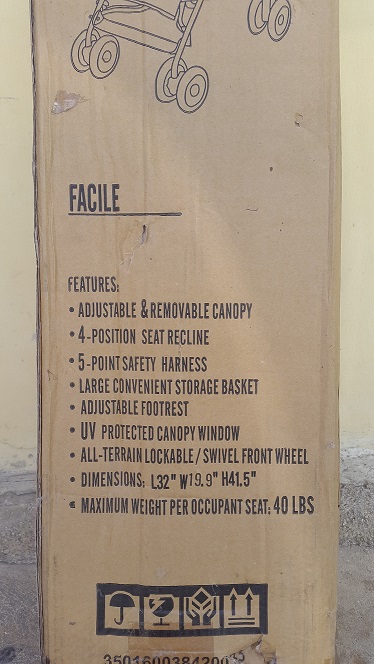 FACILE
FEATURES:
• ADJUSTABLE & REMOVABLE CANOPY
• 4-POSITION SEAT RECLINE
• 5-POINT SAFETY HARNESS
• LARGE CONVENIENT STORAGE BASKET
• ADJUSTABLE FOOTREST
• UV PROTECTED CANOPY WINDOW
• ALL-TERRAIN LOCKABLE / SWIVEL FRONT WHEEL
• DIMENSIONS: L32" W19.9" H41.5"
• MAXIMUM WEIGHT PER OCCUPANT SEAT: 40 LBS